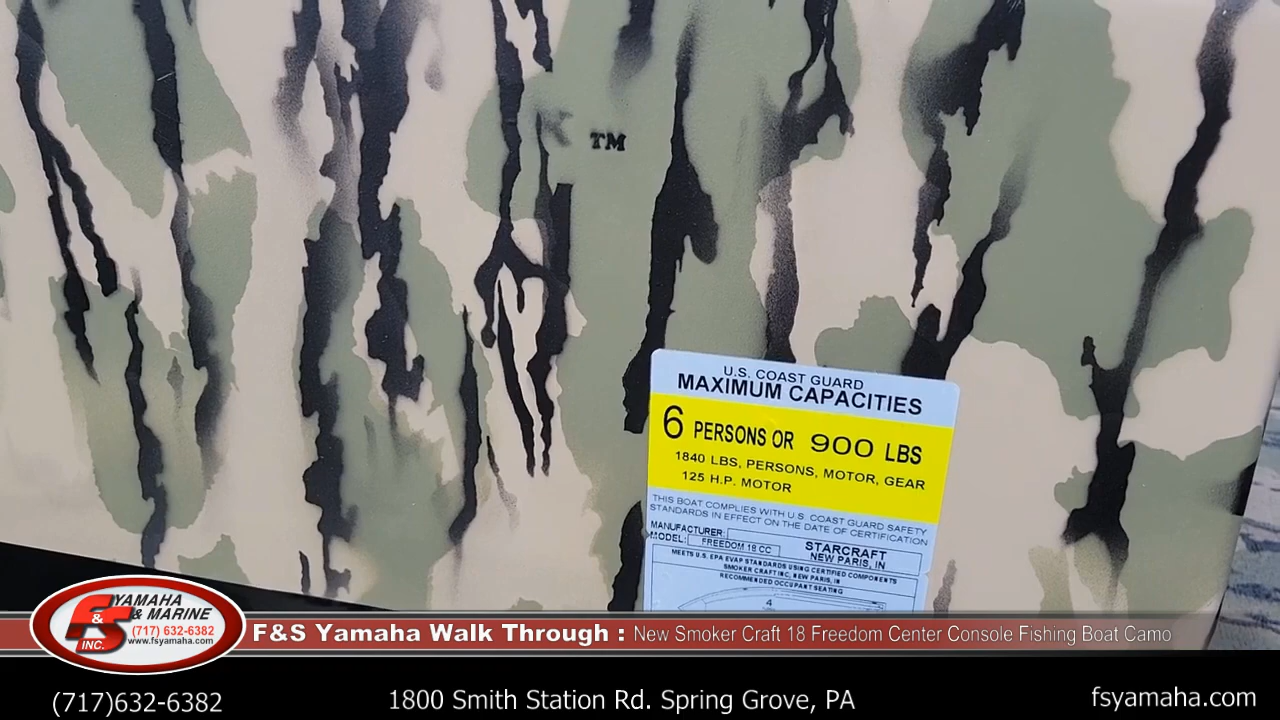 K ™
U.S. COAST GUARD
MAXIMUM CAPACITIES
6 PERSONS OR 900 LBS
1840 LBS, PERSONS, MOTOR, GEAR
125 H.P. MOTOR
THIS BOAT COMPLIES WITH U.S. COAST GUARD SAFETY
STANDARDS IN EFFECT ON THE DATE OF CERTIFICATION
MANUFACTURER: STARCRAFT
MODEL: FREEDOM 18 CC NEW PARIS, IN
MEETS U.S. EPA EVAP STANDARDS USING CERTIFIED COMPONENTS
SMOKER CRAFT INC, NEW PARIS, IN
RECOMMENDED OCCUPANT SEATING
4
F&S
INC.
YAMAHA
& MARINE
(717) 632-6382
www.fsyamaha.com
F&S Yamaha Walk Through : New Smoker Craft 18 Freedom Center Console Fishing Boat Camo
(717)632-6382 1800 Smith Station Rd. Spring Grove, PA fsyamaha.com